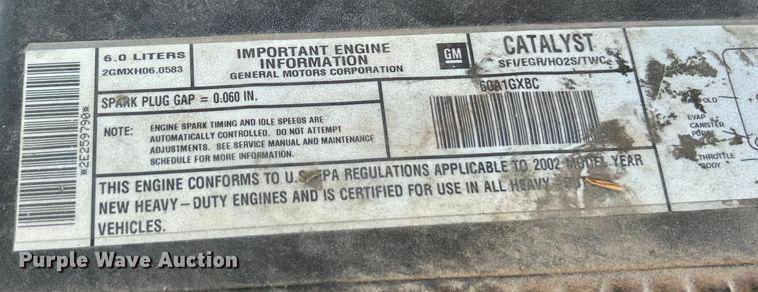 6.0 LITERS
2GMXH06.0583
IMPORTANT ENGINE
INFORMATION
GENERAL MOTORS CORPORATION
GM
CATALYST
SF/EGR/HO2S/TWC
SPARK PLUG GAP = 0.060 IN.
NOTE: ENGINE SPARK TIMING AND IDLE SPEEDS ARE
AUTOMATICALLY CONTROLLED. DO NOT ATTEMPT
ADJUSTMENTS. SEE SERVICE MANUAL AND MAINTENANCE
SCHEDULE FOR MORE INFORMATION.
THIS ENGINE CONFORMS TO U.S. EPA REGULATIONS APPLICABLE TO 2002 MODEL YEAR
NEW HEAVY-DUTY ENGINES AND IS CERTIFIED FOR USE IN ALL HEAVY-DUTY
VEHICLES.
*2E259790*
EVAP
CANISTER
THROTTLE
BODY
Purple Wave Auction